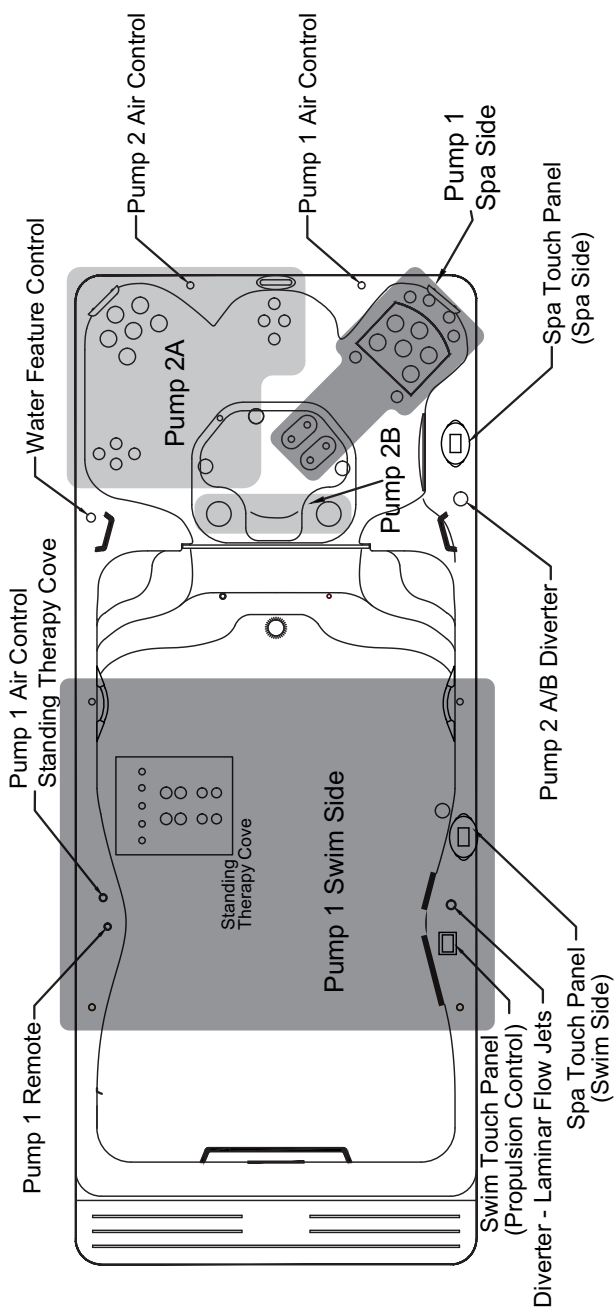 Pump 1 Remote
Pump 1 Air Control
Standing Therapy Cove
Water Feature Control
Pump 2 Air Control
Pump 1 Air Control
Pump 1
Spa Side
Pump 2A
Pump 2B
Standing
Therapy Cove
Pump 1 Swim Side
Swim Touch Panel
(Propulsion Control)
Diverter - Laminar Flow Jets
Spa Touch Panel
(Swim Side)
Pump 2 A/B Diverter
Spa Touch Panel
(Spa Side)